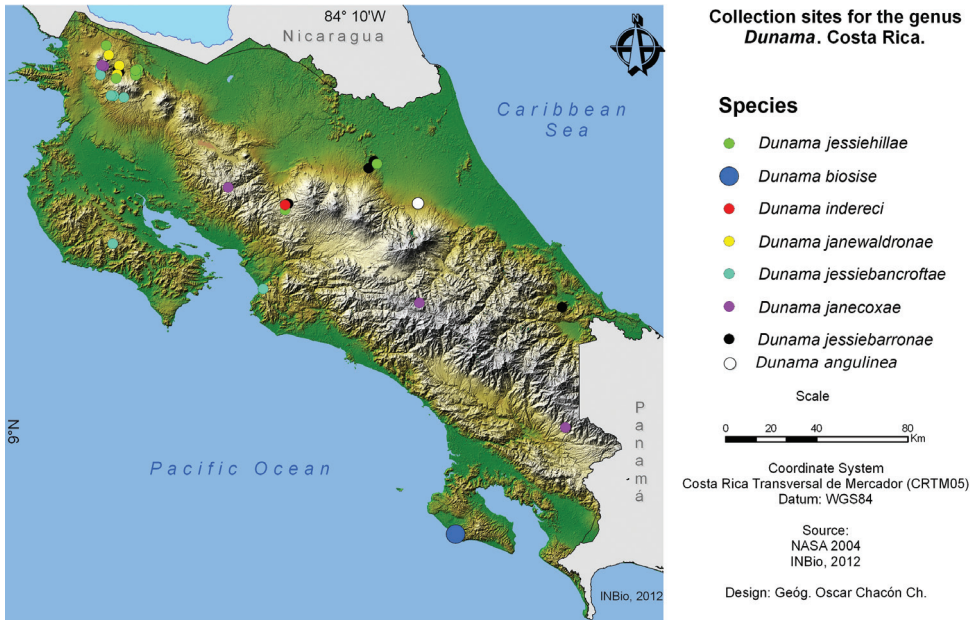 84° 10'W
Nicaragua
Caribbean
Sea
9°N
Pacific Ocean
Panamá
INBio, 2012
Collection sites for the genus
Dunama. Costa Rica.
Species
Dunama jessiehillae
Dunama biosise
Dunama indereci
Dunama janewaldronae
Dunama jessiebancroftae
Dunama janecoxae
Dunama jessiebarronae
Dunama angulinea
Scale
0 20 40 80
Km
Coordinate System
Costa Rica Transversal de Mercador (CRTM05)
Datum: WGS84
Source:
NASA 2004
INBio, 2012
Design: Geóg. Oscar Chacón Ch.